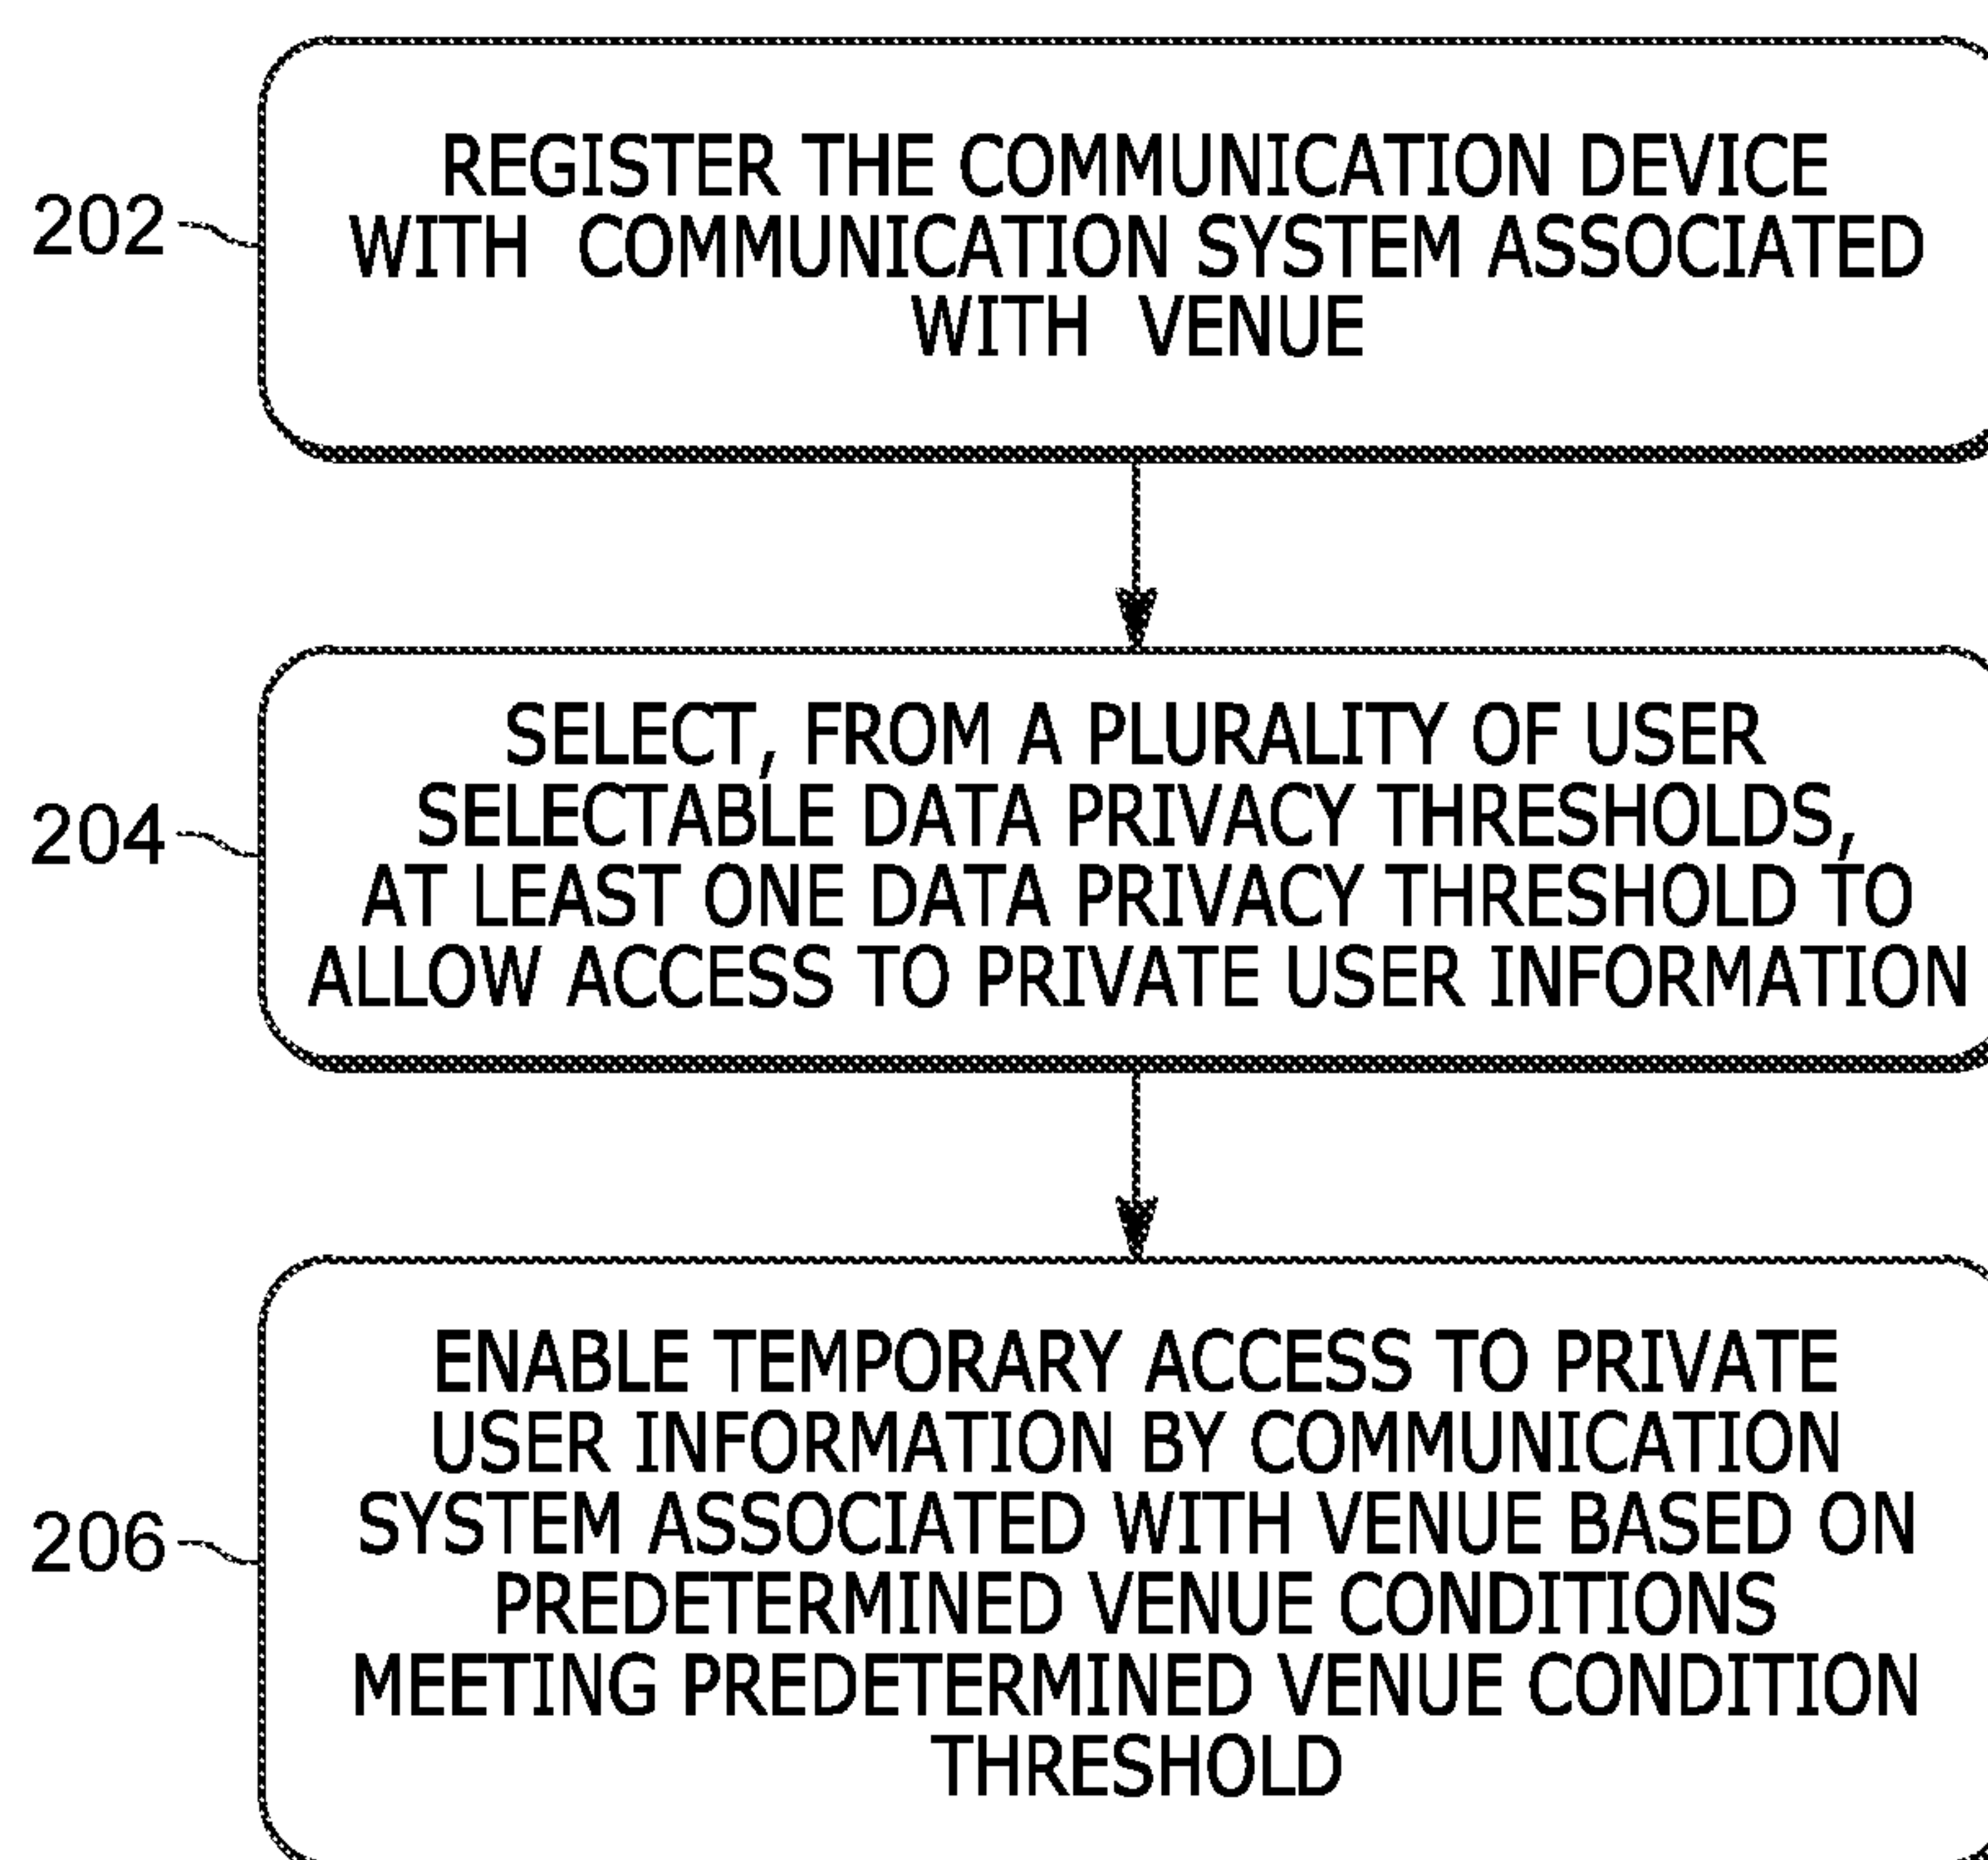 REGISTER THE COMMUNICATION DEVICE
WITH COMMUNICATION SYSTEM ASSOCIATED
WITH VENUE
202
SELECT, FROM A PLURALITY OF USER
SELECTABLE DATA PRIVACY THRESHOLDS,
AT LEAST ONE DATA PRIVACY THRESHOLD TO
ALLOW ACCESS TO PRIVATE USER INFORMATION
204
ENABLE TEMPORARY ACCESS TO PRIVATE
USER INFORMATION BY COMMUNICATION
SYSTEM ASSOCIATED WITH VENUE BASED ON
PREDETERMINED VENUE CONDITIONS
MEETING PREDETERMINED VENUE CONDITION
THRESHOLD
206